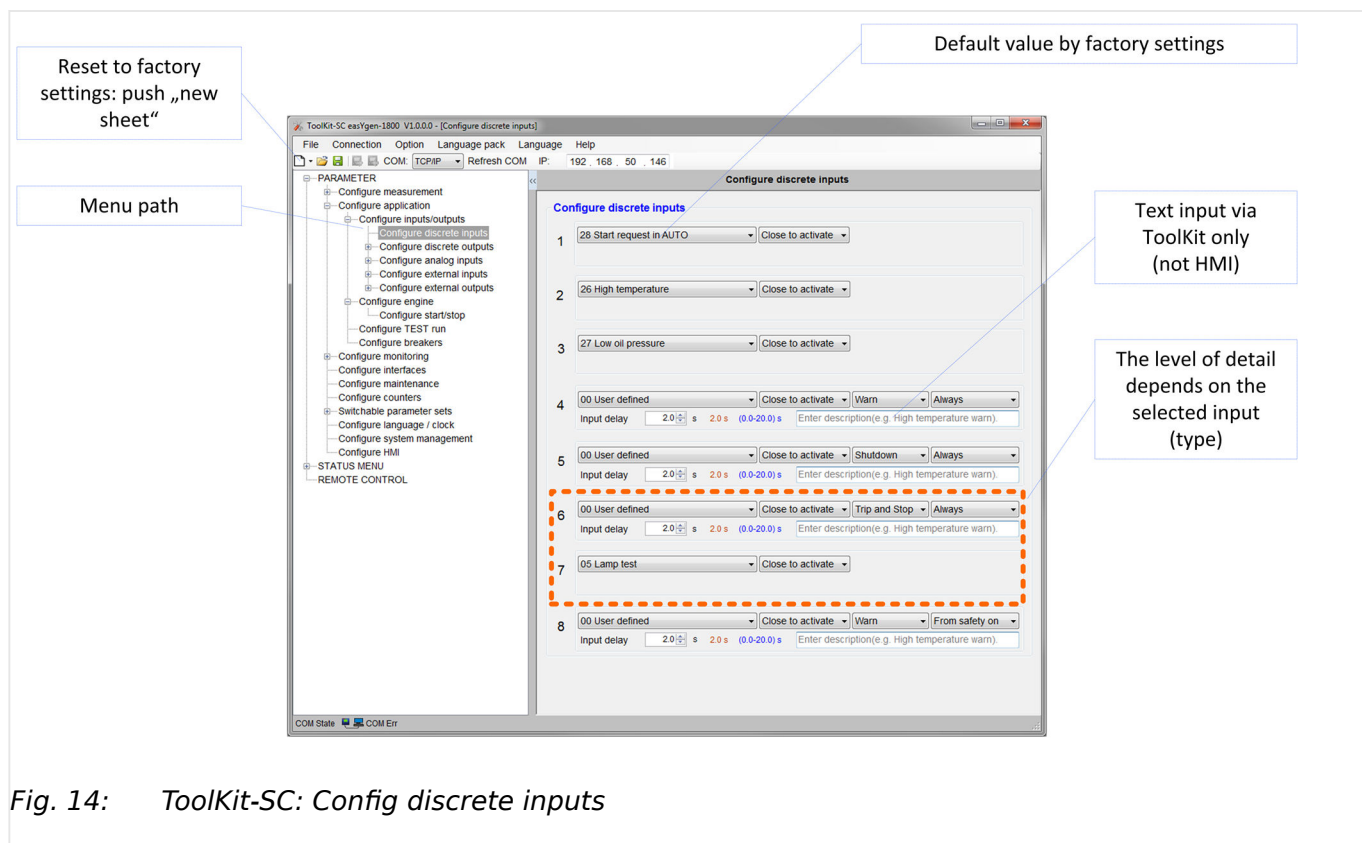 Default value by factory settings
Reset to factory
settings: push „new
sheet“
Menu path
Text input via
ToolKit only
(not HMI)
The level of detail
depends on the
selected input
(type)
ToolKit-SC easYgen-1800 V1.0.0.0 - [Configure discrete inputs]
File Connection Option Language pack Language Help
COM: TCP/IP Refresh COM IP: 192 . 168 . 50 . 146
PARAMETER
Configure measurement
Configure application
Configure inputs/outputs
Configure discrete inputs
Configure discrete outputs
Configure analog inputs
Configure external inputs
Configure external outputs
Configure engine
Configure start/stop
Configure TEST run
Configure breakers
Configure monitoring
Configure interfaces
Configure maintenance
Configure counters
Switchable parameter sets
Configure language / clock
Configure system management
Configure HMI
STATUS MENU
REMOTE CONTROL
<<
Configure discrete inputs
Configure discrete inputs
1 28 Start request in AUTO Close to activate
2 26 High temperature Close to activate
3 27 Low oil pressure Close to activate
4 00 User defined Close to activate Warn Always
Input delay 2.0 s 2.0 s (0.0-20.0) s Enter description(e.g. High temperature warn).
5 00 User defined Close to activate Shutdown Always
Input delay 2.0 s 2.0 s (0.0-20.0) s Enter description(e.g. High temperature warn).
6 00 User defined Close to activate Trip and Stop Always
Input delay 2.0 s 2.0 s (0.0-20.0) s Enter description(e.g. High temperature warn).
7 05 Lamp test Close to activate
8 00 User defined Close to activate Warn From safety on
Input delay 2.0 s 2.0 s (0.0-20.0) s Enter description(e.g. High temperature warn).
COM State COM Err
Fig. 14: ToolKit-SC: Config discrete inputs